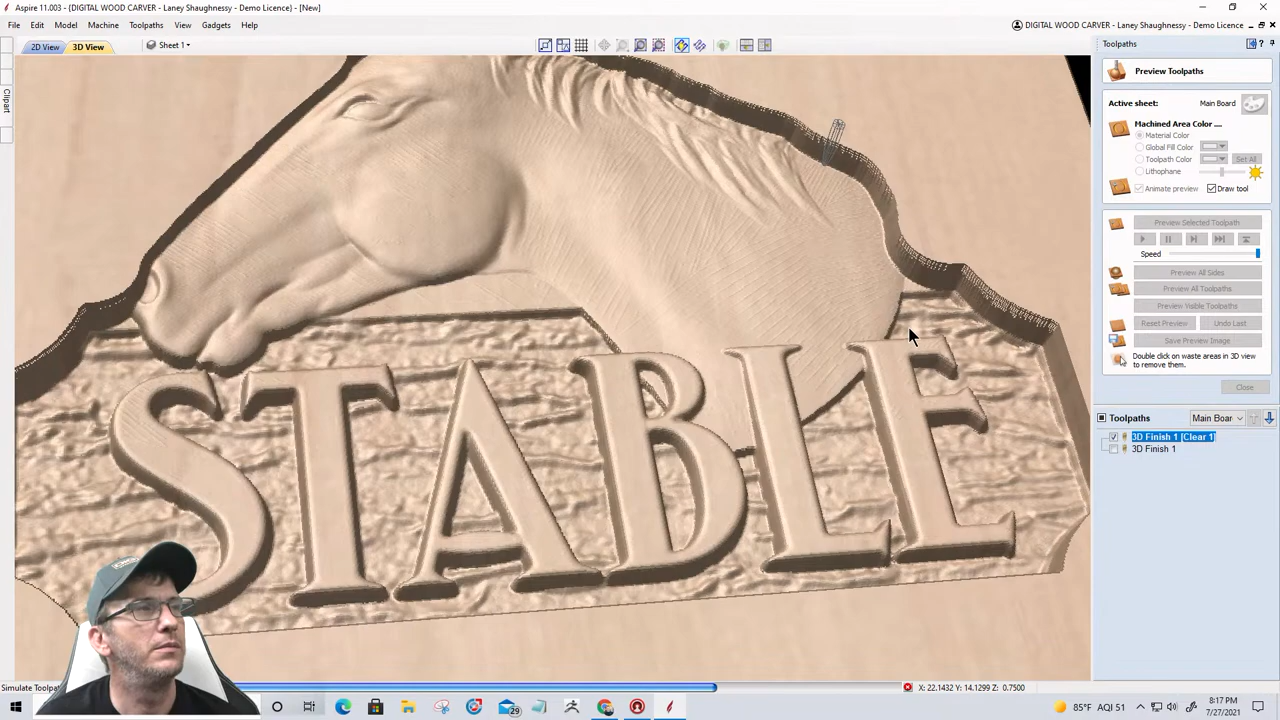 Aspire 11.003 - (DIGITAL WOOD CARVER - Laney Shaughnessy - Demo Licence) - [New]
File Edit Model Machine Toolpaths View Gadgets Help
DIGITAL WOOD CARVER - Laney Shaughnessy - Demo Licence
2D View 3D View Sheet 1
Clipart
Toolpaths
Preview Toolpaths
Active sheet: Main Board
Machined Area Color ....
Material Color
Global Fill Color
Toolpath Color Set All
Lithophane
Animate preview Draw tool
Preview Selected Toolpath
Speed
Preview All Sides
Preview All Toolpaths
Preview Visible Toolpaths
Reset Preview Undo Last
Save Preview Image
Double click on waste areas in 3D view
to remove them.
Close
Toolpaths Main Boar
3D Finish 1 [Clear 1]
3D Finish 1
STABLE
Simulate Toolpa
X: 22.1432 Y: 14.1299 Z: 0.7500
29
85°F AQI 51
8:17 PM
7/27/2021